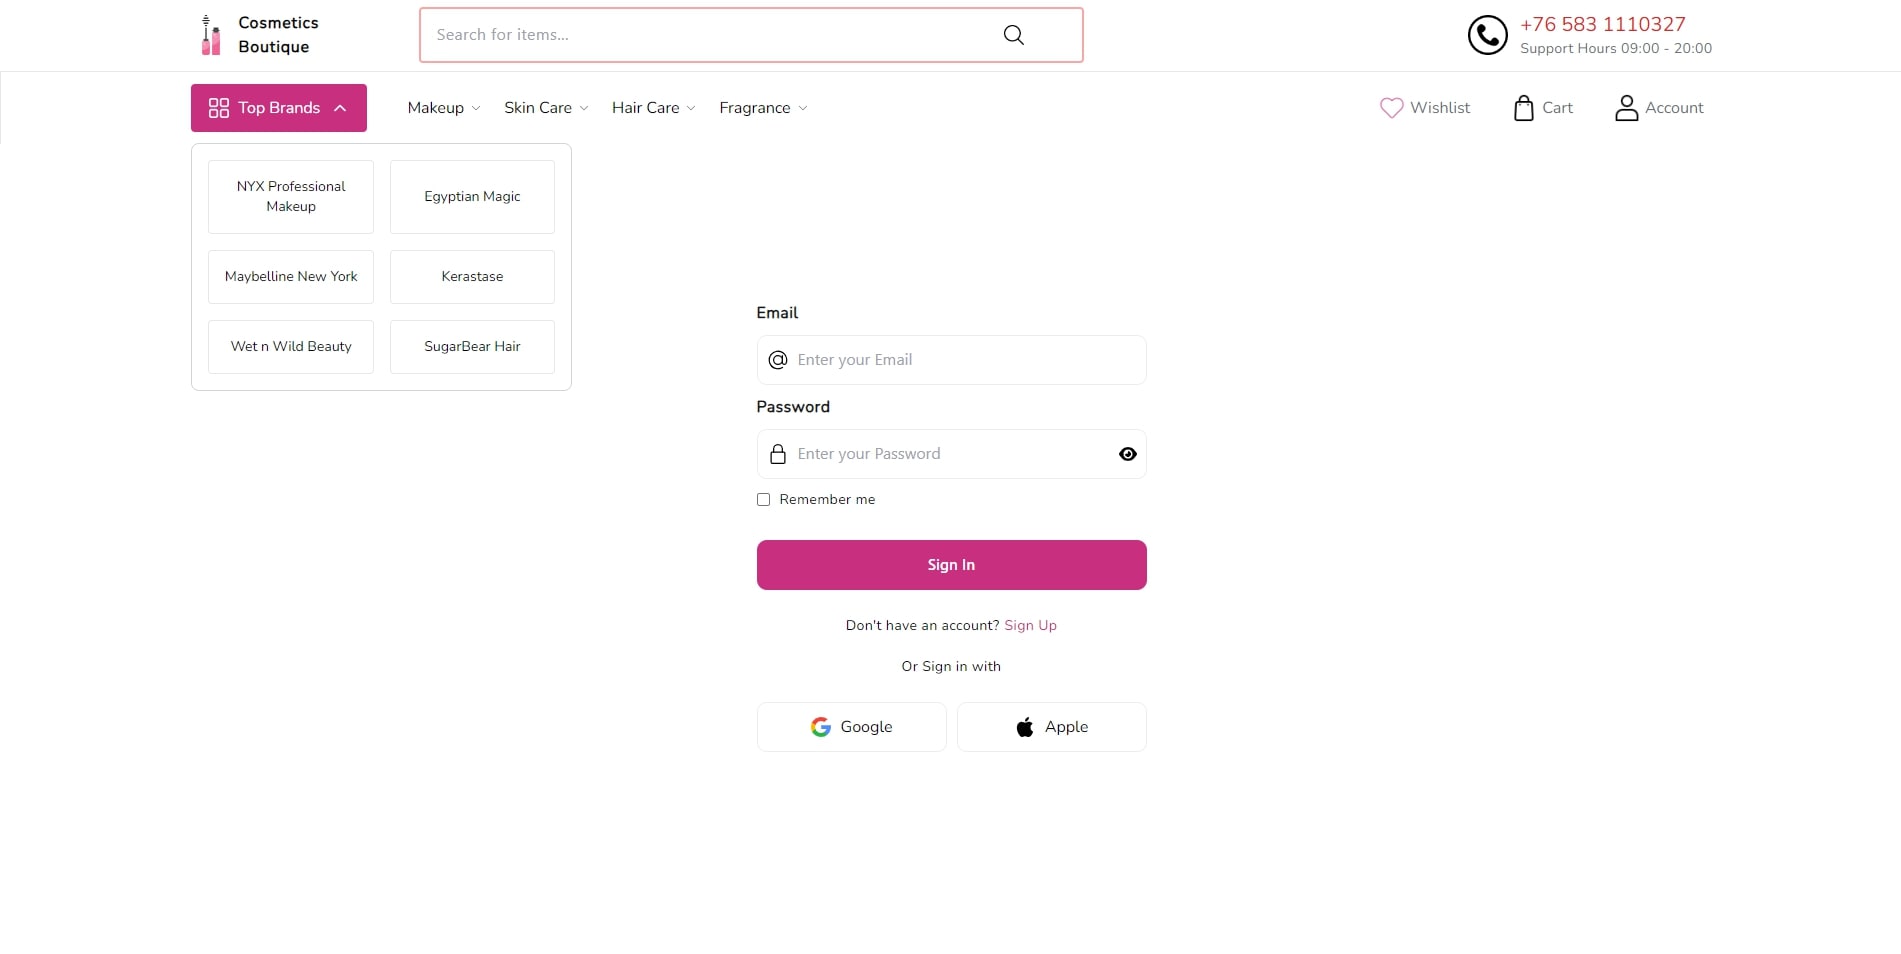 Cosmetics
Boutique
Search for items...
+76 583 1110327
Support Hours 09:00 - 20:00
Top Brands
Makeup
Skin Care
Hair Care
Fragrance
Wishlist
Cart
Account
NYX Professional
Makeup
Egyptian Magic
Maybelline New York
Kerastase
Wet n Wild Beauty
SugarBear Hair
Email
@ Enter your Email
Password
Enter your Password
Remember me
Sign In
Don't have an account? Sign Up
Or Sign in with
Google
Apple